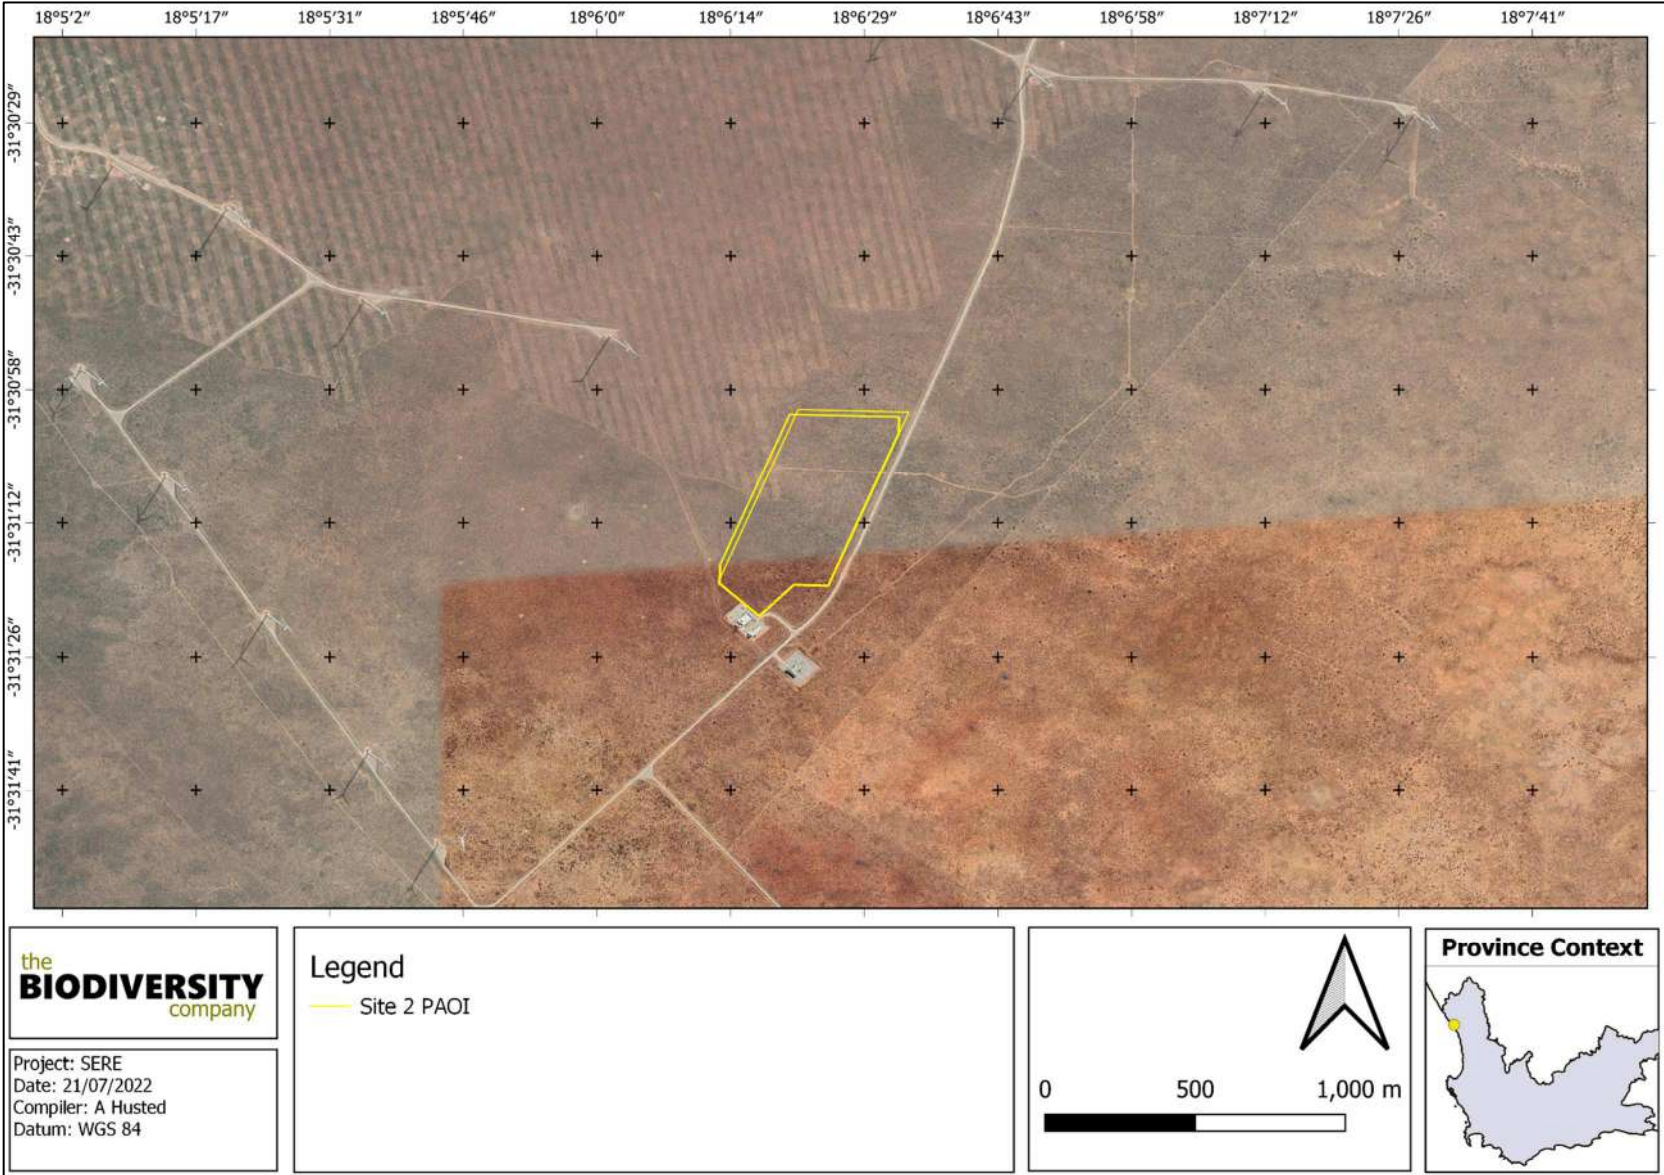 18°5′2″ 18°5′17″ 18°5′31″ 18°5′46″ 18°6′0″ 18°6′14″ 18°6′29″ 18°6′43″ 18°6′58″ 18°7′12″ 18°7′26″ 18°7′41″
-31°30′29″
-31°30′43″
-31°30′58″
-31°31′12″
-31°31′26″
-31°31′41″
the
BIODIVERSITY
company
Project: SERE
Date: 21/07/2022
Compiler: A Husted
Datum: WGS 84
Legend
Site 2 PAOI
0 500 1,000 m
Province Context